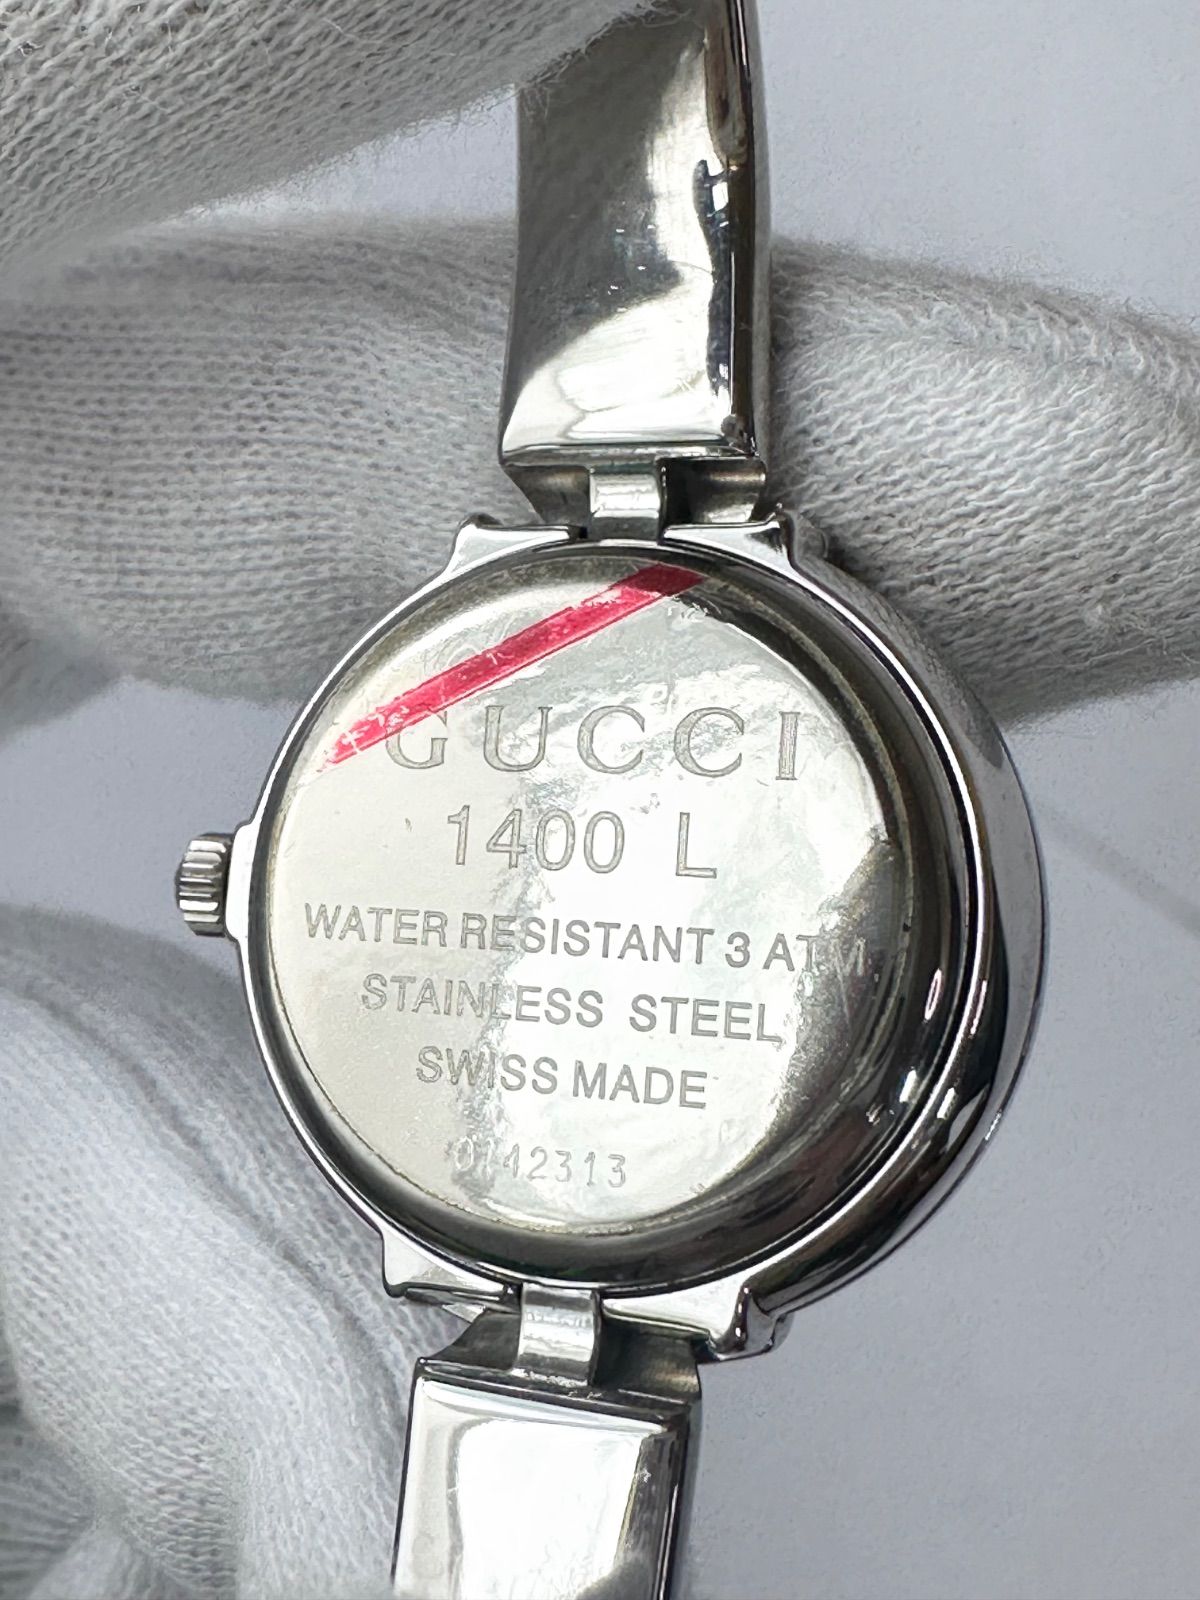 GUCCI
1400 L
WATER RESISTANT 3 ATM
STAINLESS STEEL
SWISS MADE
0142313